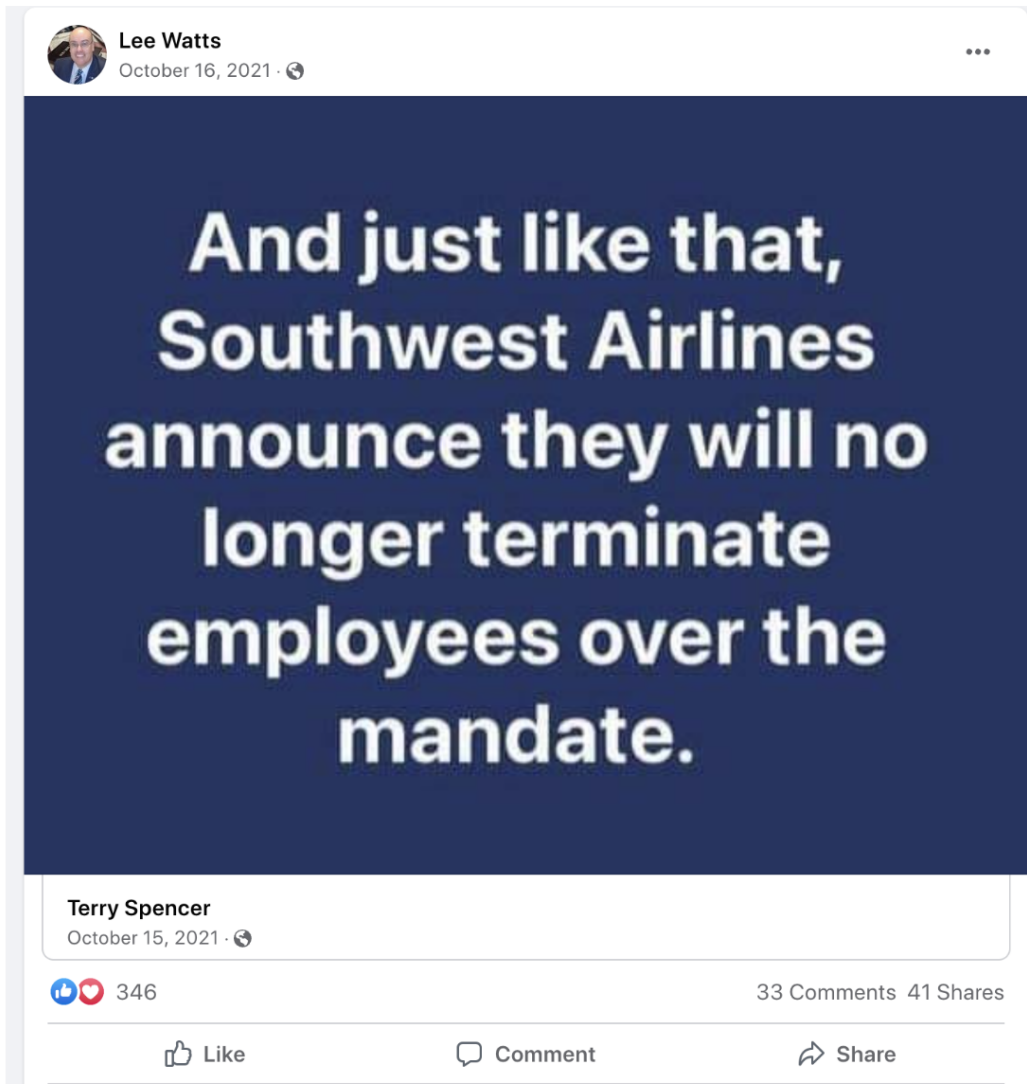 Lee Watts
October 16, 2021 ·
And just like that,
Southwest Airlines
announce they will no
longer terminate
employees over the
mandate.
Terry Spencer
October 15, 2021 ·
346
33 Comments 41 Shares
Like
Comment
Share